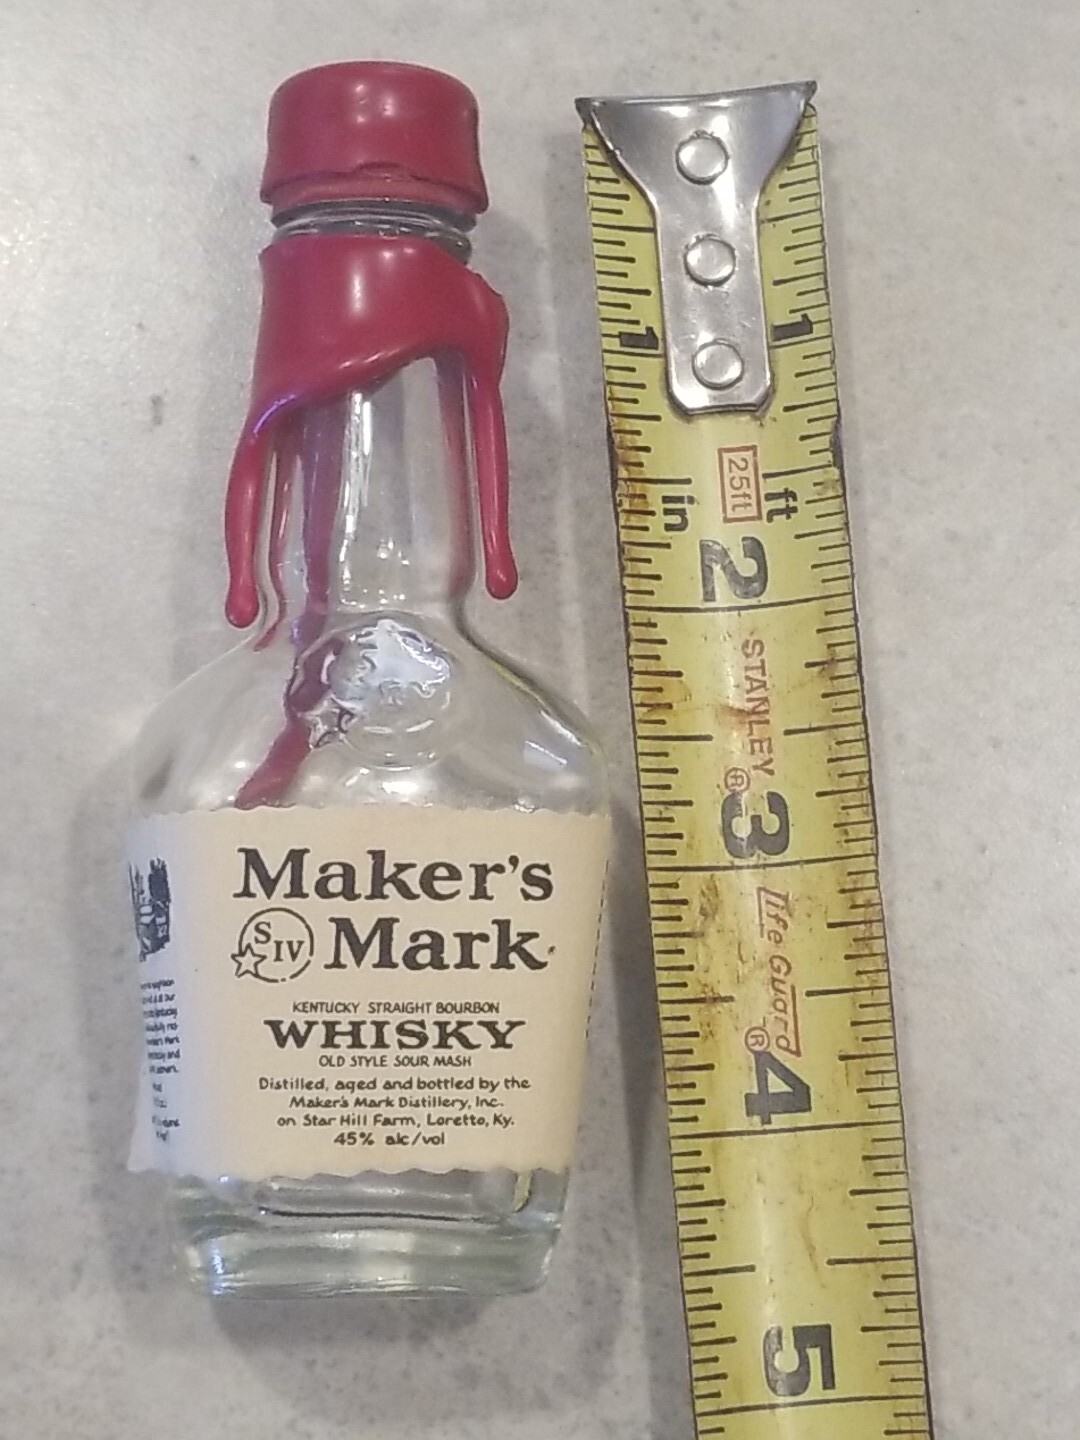 Maker's
S IV Mark
KENTUCKY STRAIGHT BOURBON
WHISKY
OLD STYLE SOUR MASH
Distilled, aged and bottled by the
Maker's Mark Distillery, Inc.
on Star Hill Farm, Loretto, Ky.
45% alc/vol
1 1
in 25ft ft
2
STANLEY®
3
life Guard®
4
5